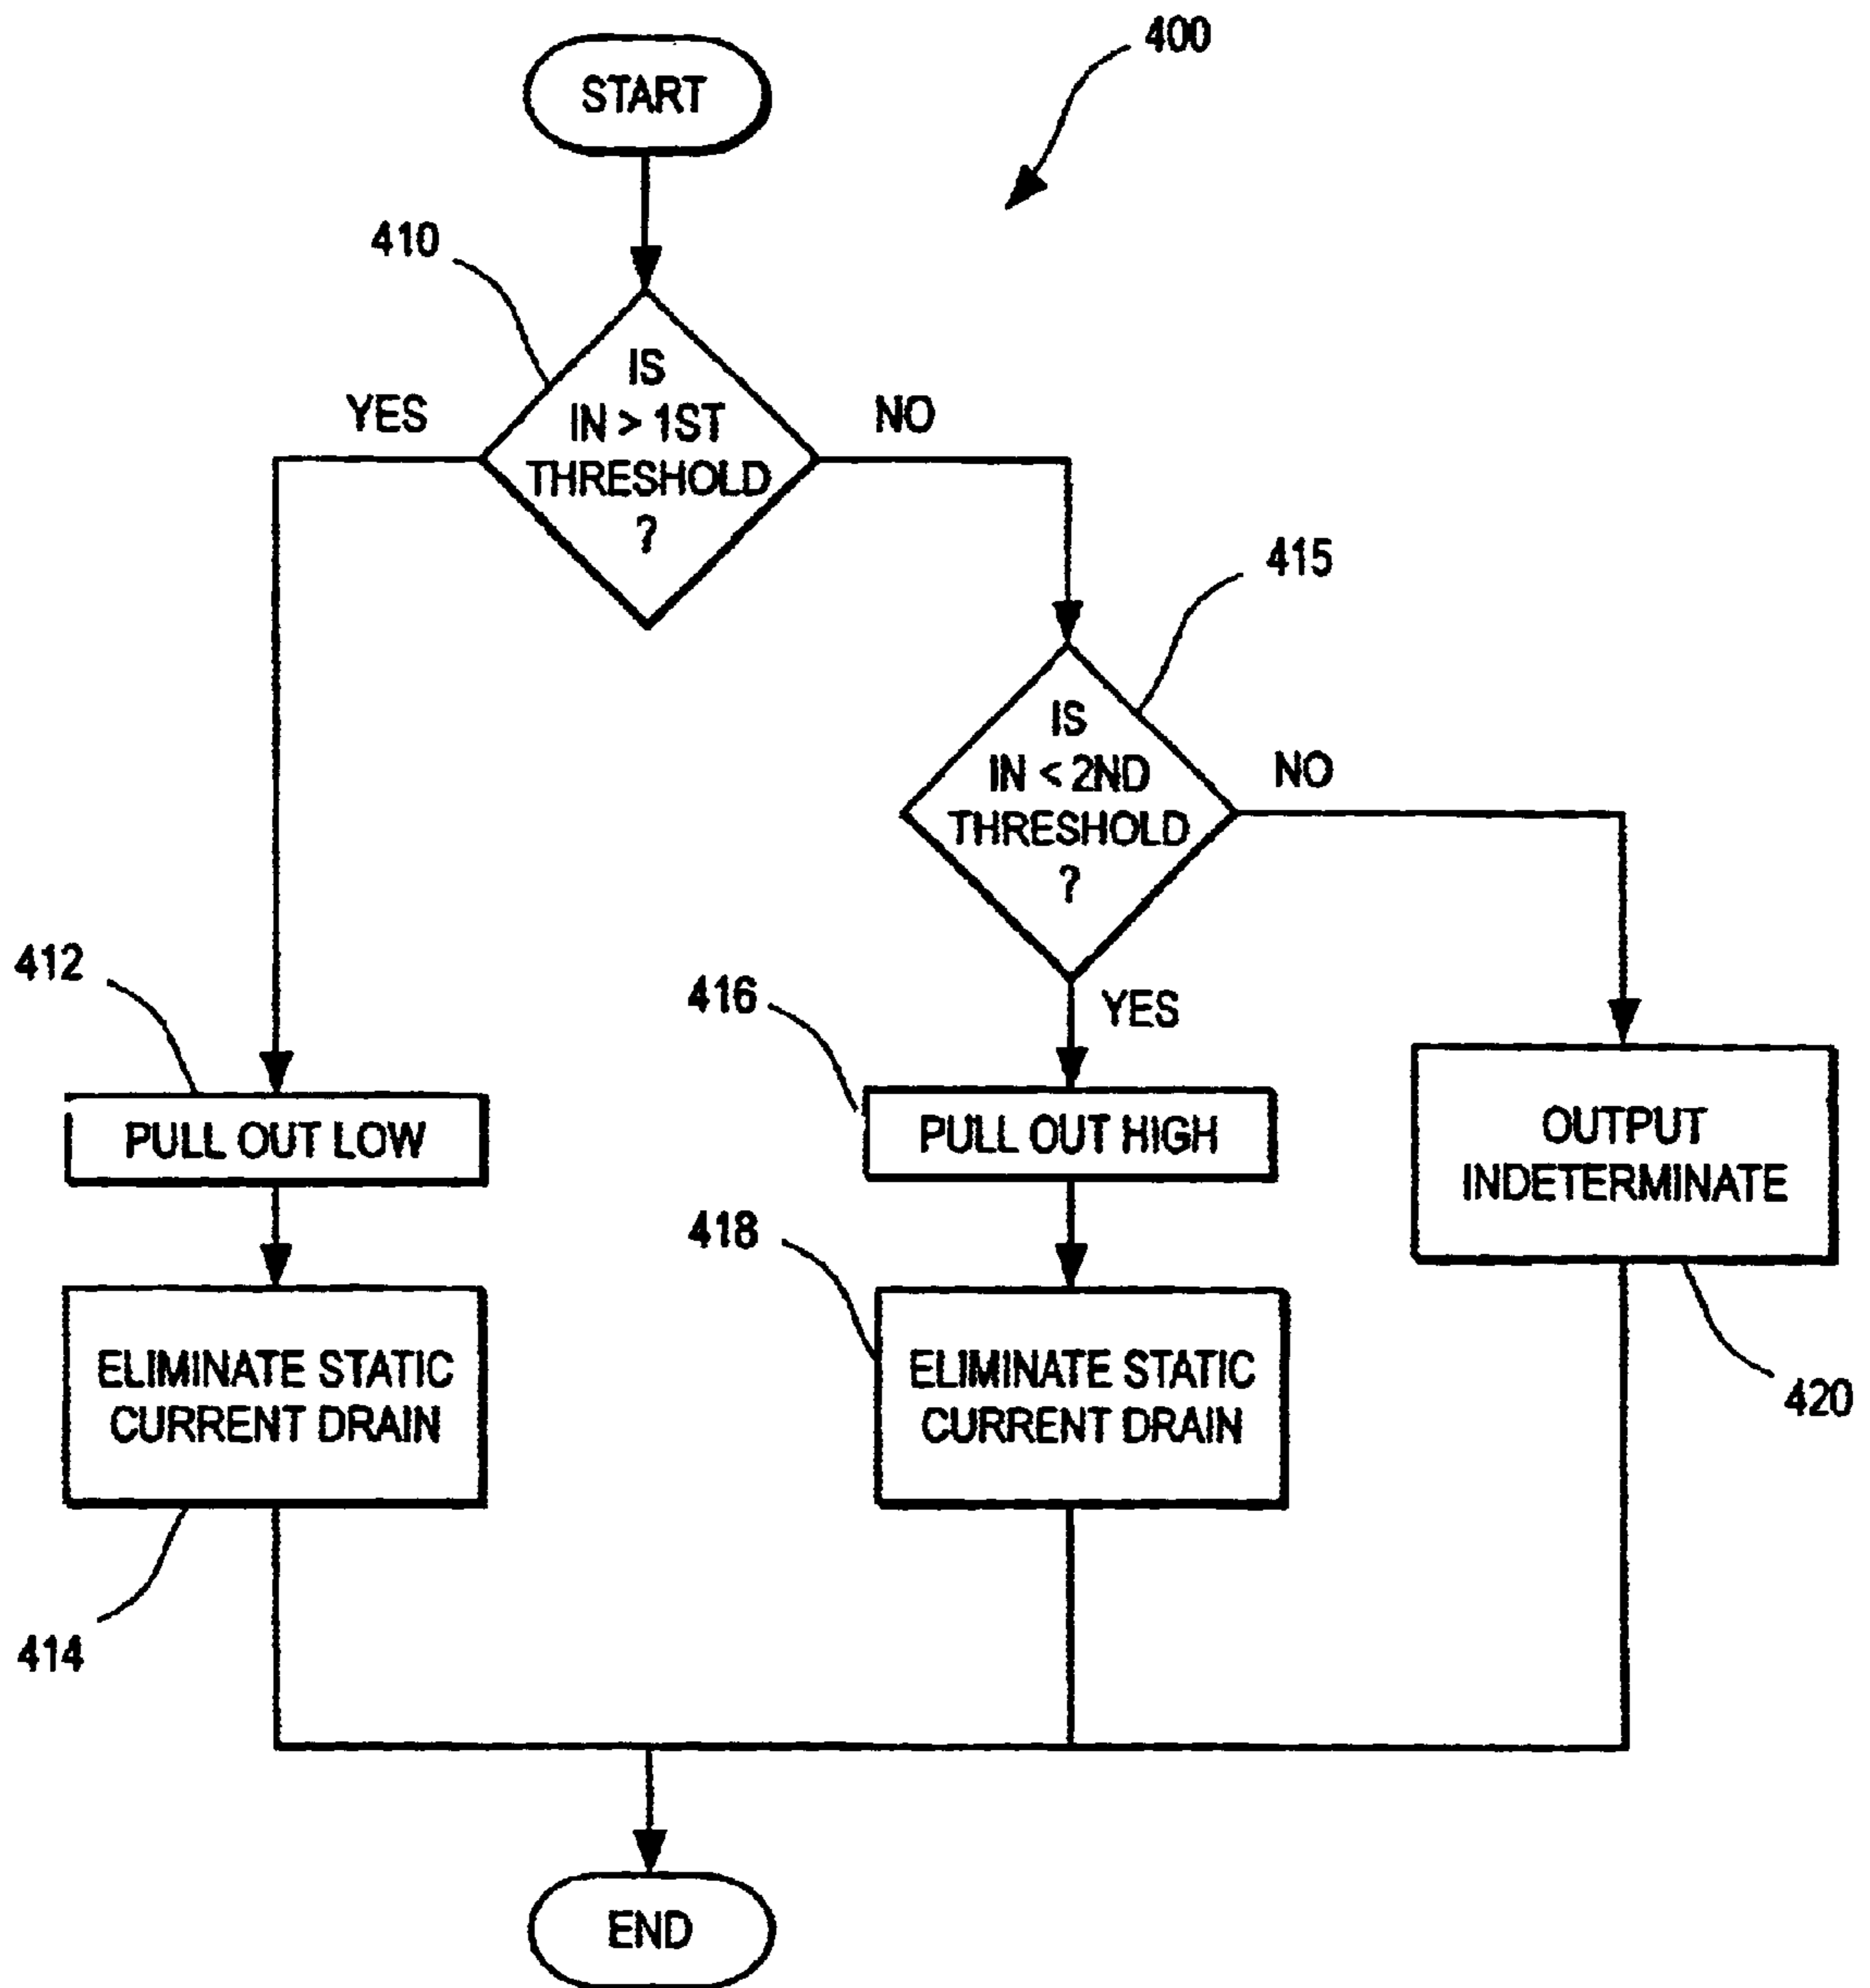 400
START
410
IS
IN > 1ST
THRESHOLD
?
YES
NO
415
IS
IN < 2ND
THRESHOLD
?
NO
YES
412
PULL OUT LOW
416
PULL OUT HIGH
OUTPUT
INDETERMINATE
420
ELIMINATE STATIC
CURRENT DRAIN
414
418
ELIMINATE STATIC
CURRENT DRAIN
END